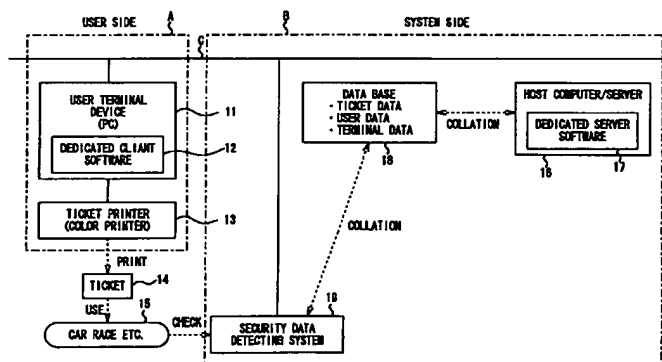 USER SIDE
A
C
B
SYSTEM SIDE
USER TERMINAL
DEVICE
(PC)
11
DEDICATED CLIANT
SOFTWARE
12
TICKET PRINTER
(COLOR PRINTER)
13
PRINT
TICKET
14
USE
15
CAR RACE ETC.
CHECK
DATA BASE
· TICKET DATA
· USER DATA
· TERMINAL DATA
18
COLLATION
HOST COMPUTER/SERVER
DEDICATED SERVER
SOFTWARE
16
17
COLLATION
19
SECURITY DATA
DETECTING SYSTEM